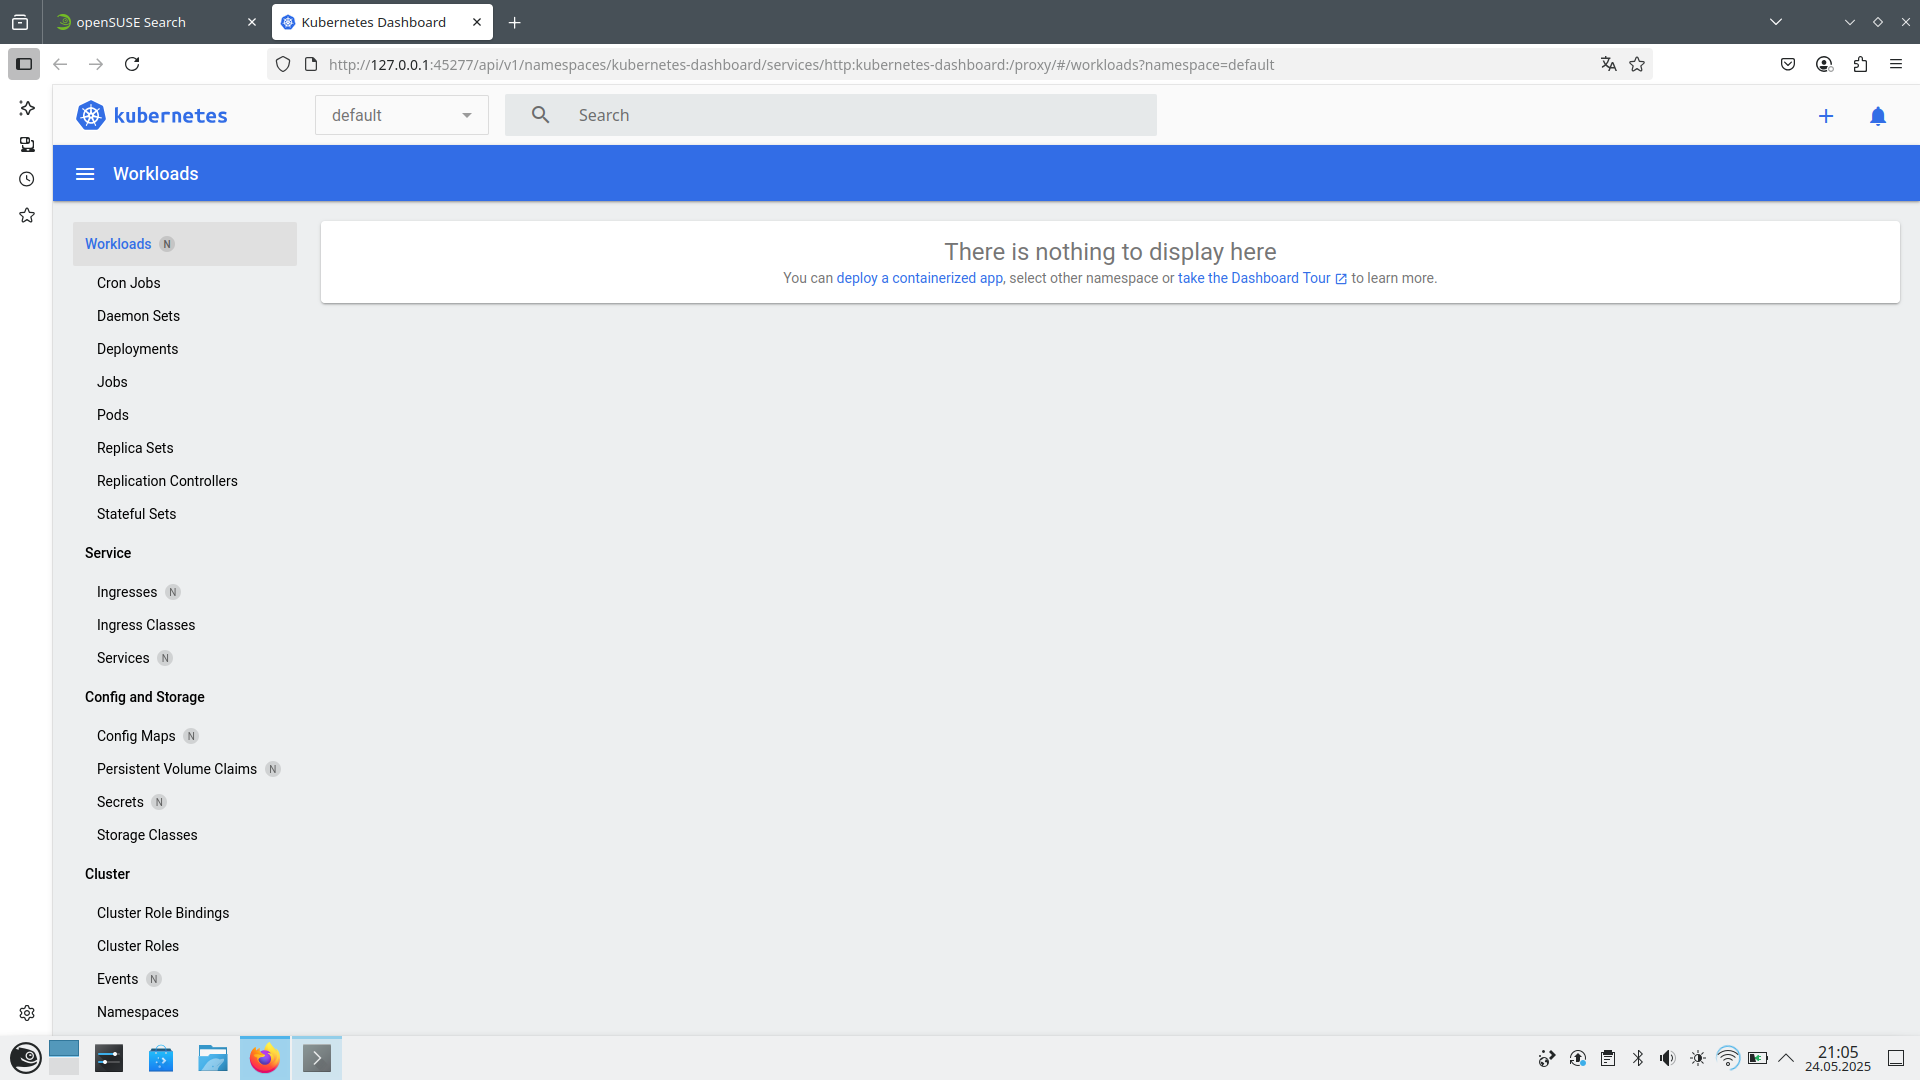 openSUSE Search
Kubernetes Dashboard
http://127.0.0.1:45277/api/v1/namespaces/kubernetes-dashboard/services/http:kubernetes-dashboard:/proxy/#/workloads?namespace=default
kubernetes
default
Search
Workloads
Workloads N
Cron Jobs
Daemon Sets
Deployments
Jobs
Pods
Replica Sets
Replication Controllers
Stateful Sets
Service
Ingresses N
Ingress Classes
Services N
Config and Storage
Config Maps N
Persistent Volume Claims N
Secrets N
Storage Classes
Cluster
Cluster Role Bindings
Cluster Roles
Events N
Namespaces
There is nothing to display here
You can deploy a containerized app, select other namespace or take the Dashboard Tour to learn more.
21:05
24.05.2025